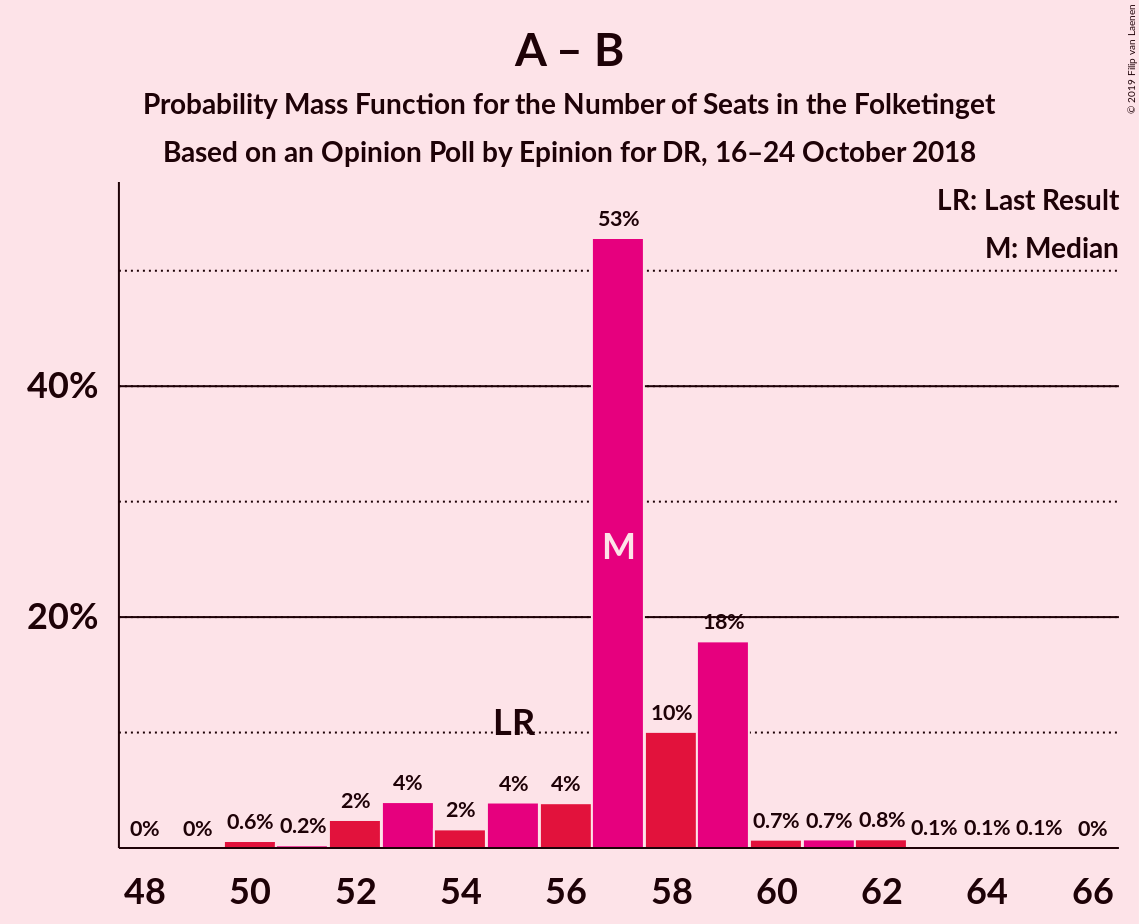 A – B
Probability Mass Function for the Number of Seats in the Folketinget
Based on an Opinion Poll by Epinion for DR, 16–24 October 2018
© 2019 Filip van Laenen
LR: Last Result
M: Median
53%
40%
M
20%
18%
LR
10%
0%
0%
0.6%
0.2%
2%
4%
2%
4%
4%
0.7%
0.7%
0.8%
0.1%
0.1%
0.1%
0%
48 50 52 54 56 58 60 62 64 66